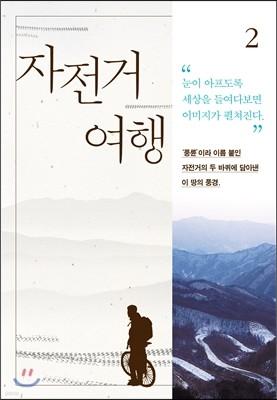 2
자전거
여행
“
눈이 아프도록
세상을 들여다보면
이미지가 펼쳐진다.
”
'풍륜'이라 이름 붙인
자전거의 두 바퀴에 담아낸
이 땅의 풍경.
yes24